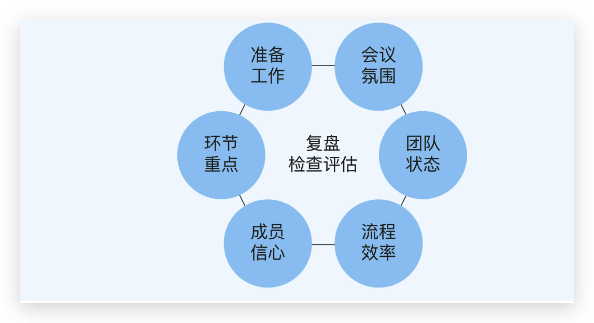 准备
工作
会议
氛围
环节
重点
复盘
检查评估
团队
状态
成员
信心
流程
效率